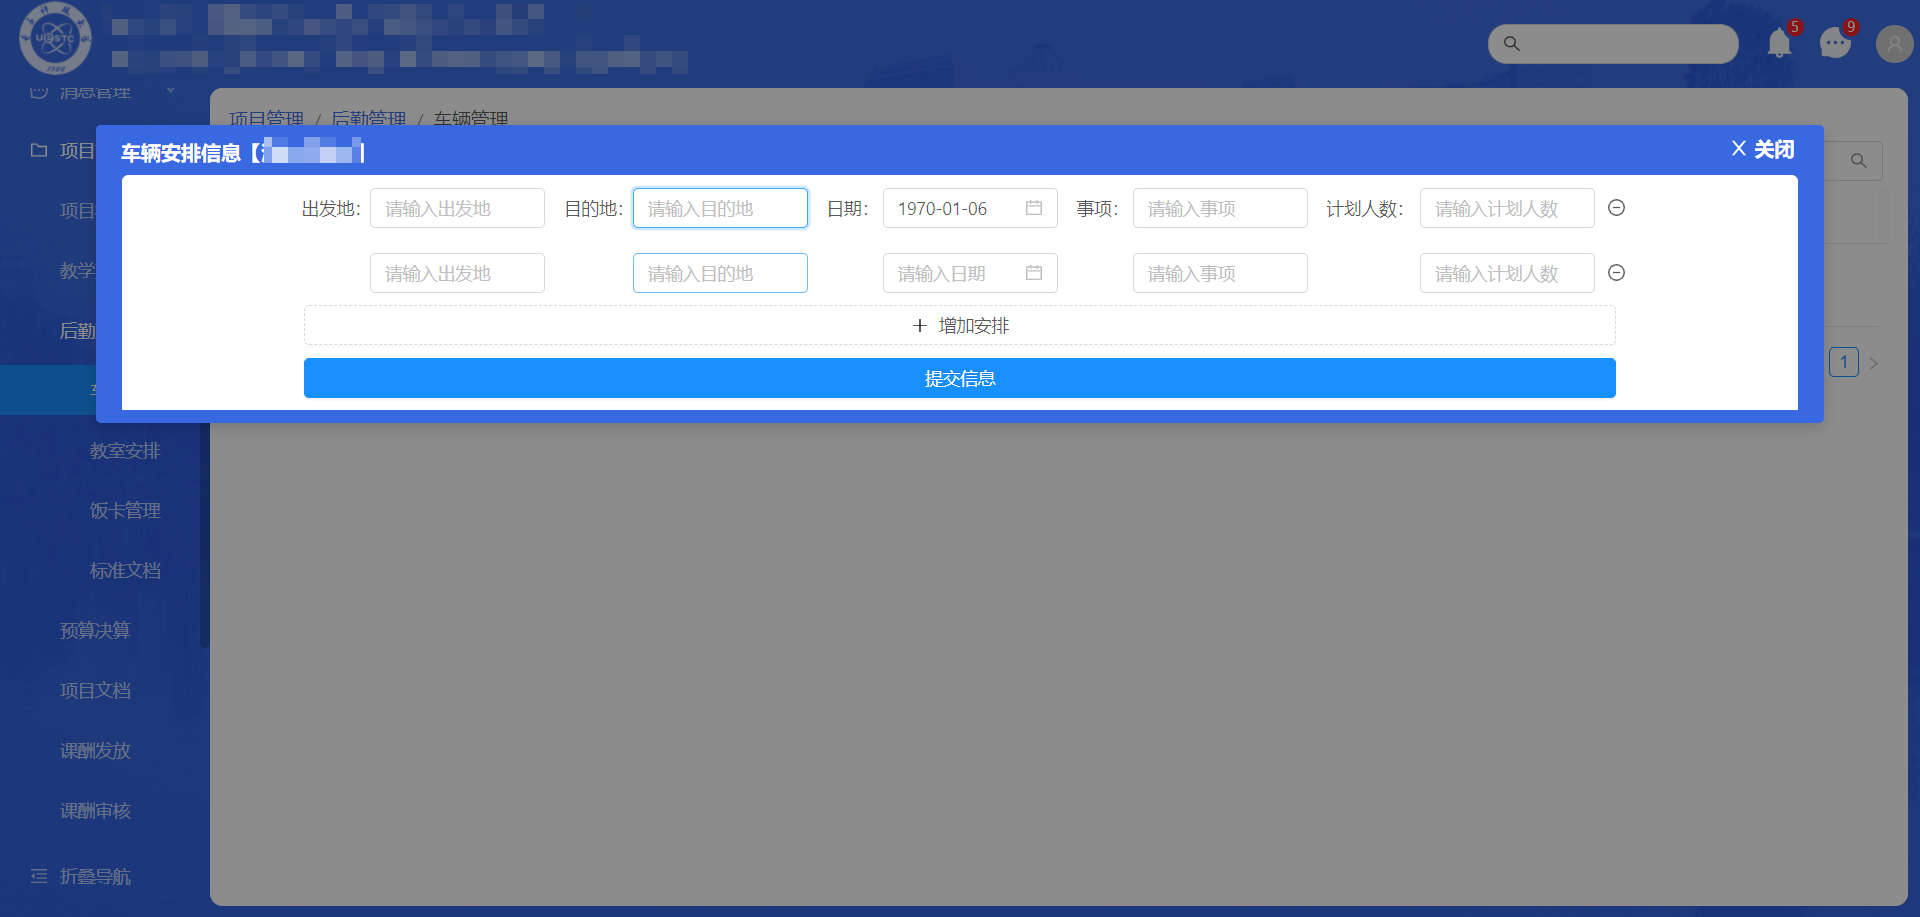 5
9
消息管理
项目管理 / 后勤管理 / 车辆管理
项目
车辆安排信息【
关闭
出发地： 请输入出发地 目的地： 请输入目的地 日期： 1970-01-06 事项： 请输入事项 计划人数： 请输入计划人数
请输入出发地 请输入目的地 请输入日期 请输入事项 请输入计划人数
增加安排
提交信息
项目
教学
后勤
1
教室安排
饭卡管理
标准文档
预算决算
项目文档
课酬发放
课酬审核
折叠导航